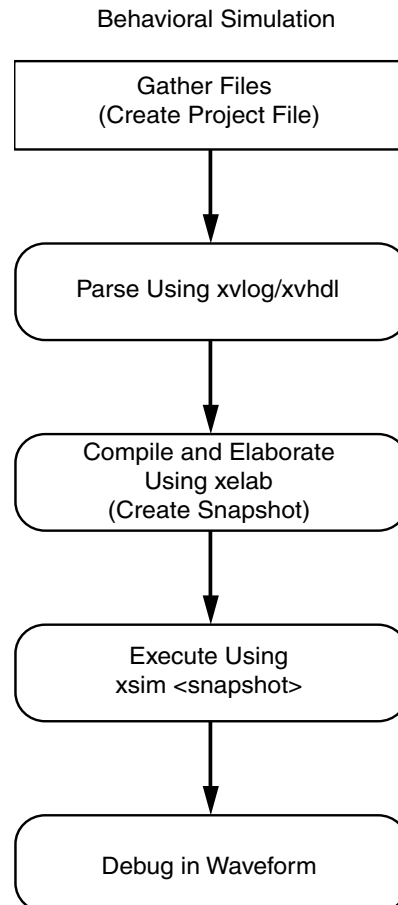 Behavioral Simulation
Gather Files
(Create Project File)
Parse Using xvlog/xvhdl
Compile and Elaborate
Using xelab
(Create Snapshot)
Execute Using
xsim <snapshot>
Debug in Waveform